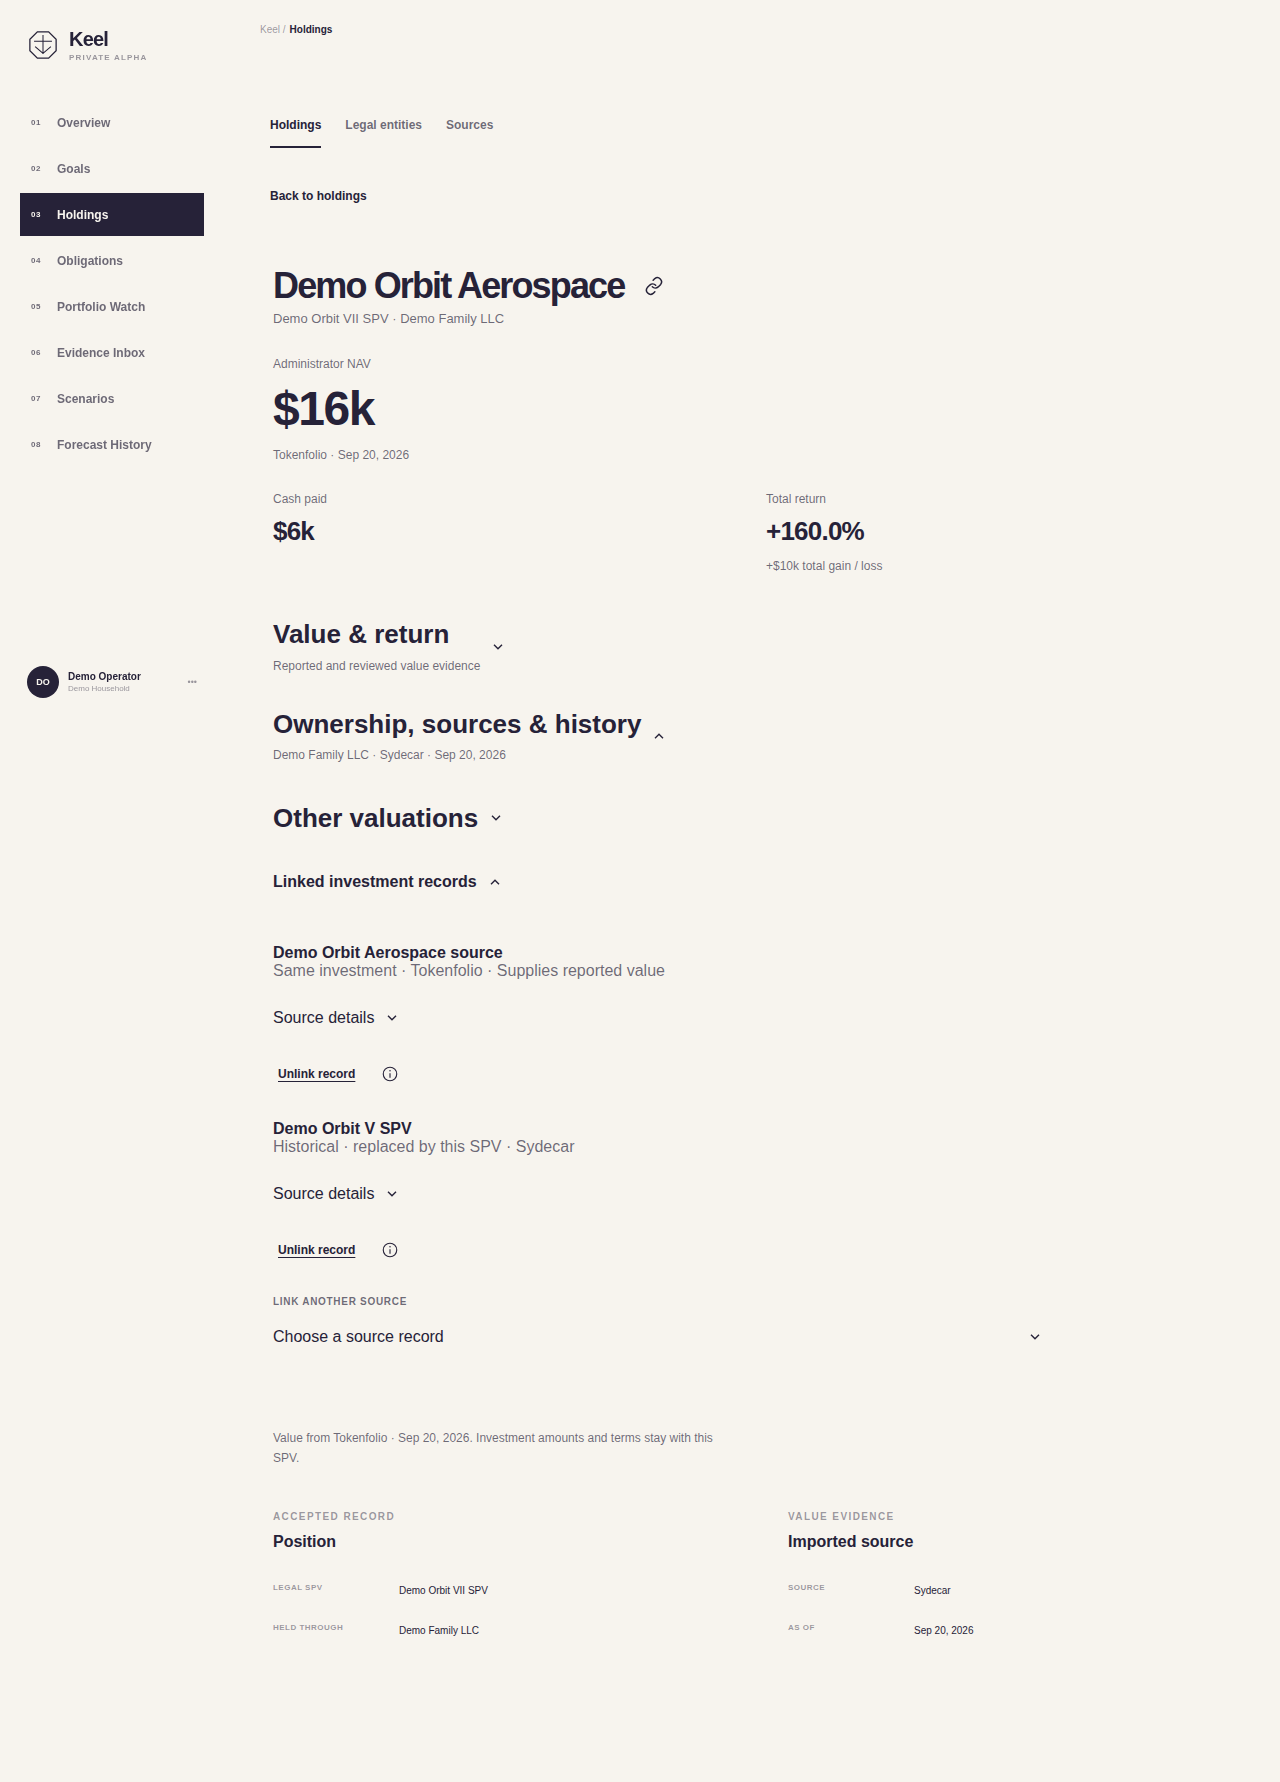 Keel
PRIVATE ALPHA
Keel / Holdings
01 Overview
02 Goals
03 Holdings
04 Obligations
05 Portfolio Watch
06 Evidence Inbox
07 Scenarios
08 Forecast History
DO
Demo Operator
Demo Household
•••
Holdings Legal entities Sources
Back to holdings
Demo Orbit Aerospace
Demo Orbit VII SPV · Demo Family LLC
Administrator NAV
$16k
Tokenfolio · Sep 20, 2026
Cash paid
$6k
Total return
+160.0%
+$10k total gain / loss
Value & return
Reported and reviewed value evidence
Ownership, sources & history
Demo Family LLC · Sydecar · Sep 20, 2026
Other valuations
Linked investment records
Demo Orbit Aerospace source
Same investment · Tokenfolio · Supplies reported value
Source details
Unlink record
Demo Orbit V SPV
Historical · replaced by this SPV · Sydecar
Source details
Unlink record
LINK ANOTHER SOURCE
Choose a source record
Value from Tokenfolio · Sep 20, 2026. Investment amounts and terms stay with this
SPV.
ACCEPTED RECORD
Position
LEGAL SPV Demo Orbit VII SPV
HELD THROUGH Demo Family LLC
VALUE EVIDENCE
Imported source
SOURCE Sydecar
AS OF Sep 20, 2026